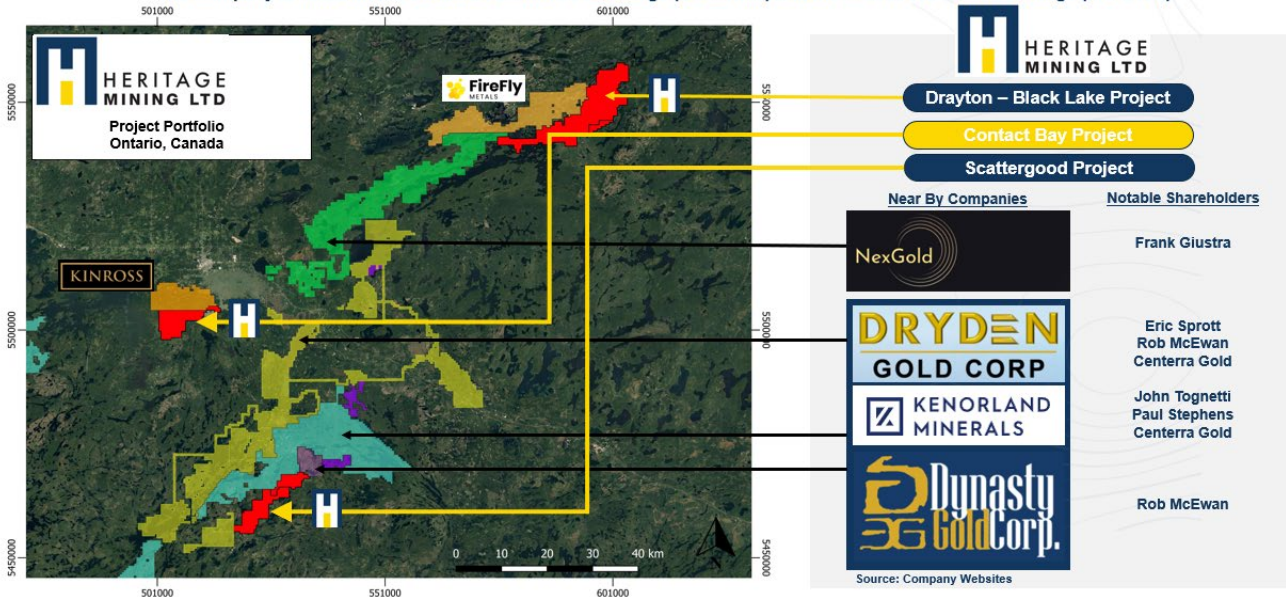 501000
551000
601000
HERITAGE
MINING LTD
Project Portfolio
Ontario, Canada
FireFly
METALS
KINROSS
5550000
5500000
5450000
5550000
5500000
5450000
0 10 20 30 40 km
501000
551000
601000
HERITAGE
MINING LTD
Drayton – Black Lake Project
Contact Bay Project
Scattergood Project
Near By Companies
Notable Shareholders
NexGold
Frank Giustra
DRYDEN
GOLD CORP
Eric Sprott
Rob McEwan
Centerra Gold
KENORLAND
MINERALS
John Tognetti
Paul Stephens
Centerra Gold
Dynasty
GoldCorp.
Rob McEwan
Source: Company Websites